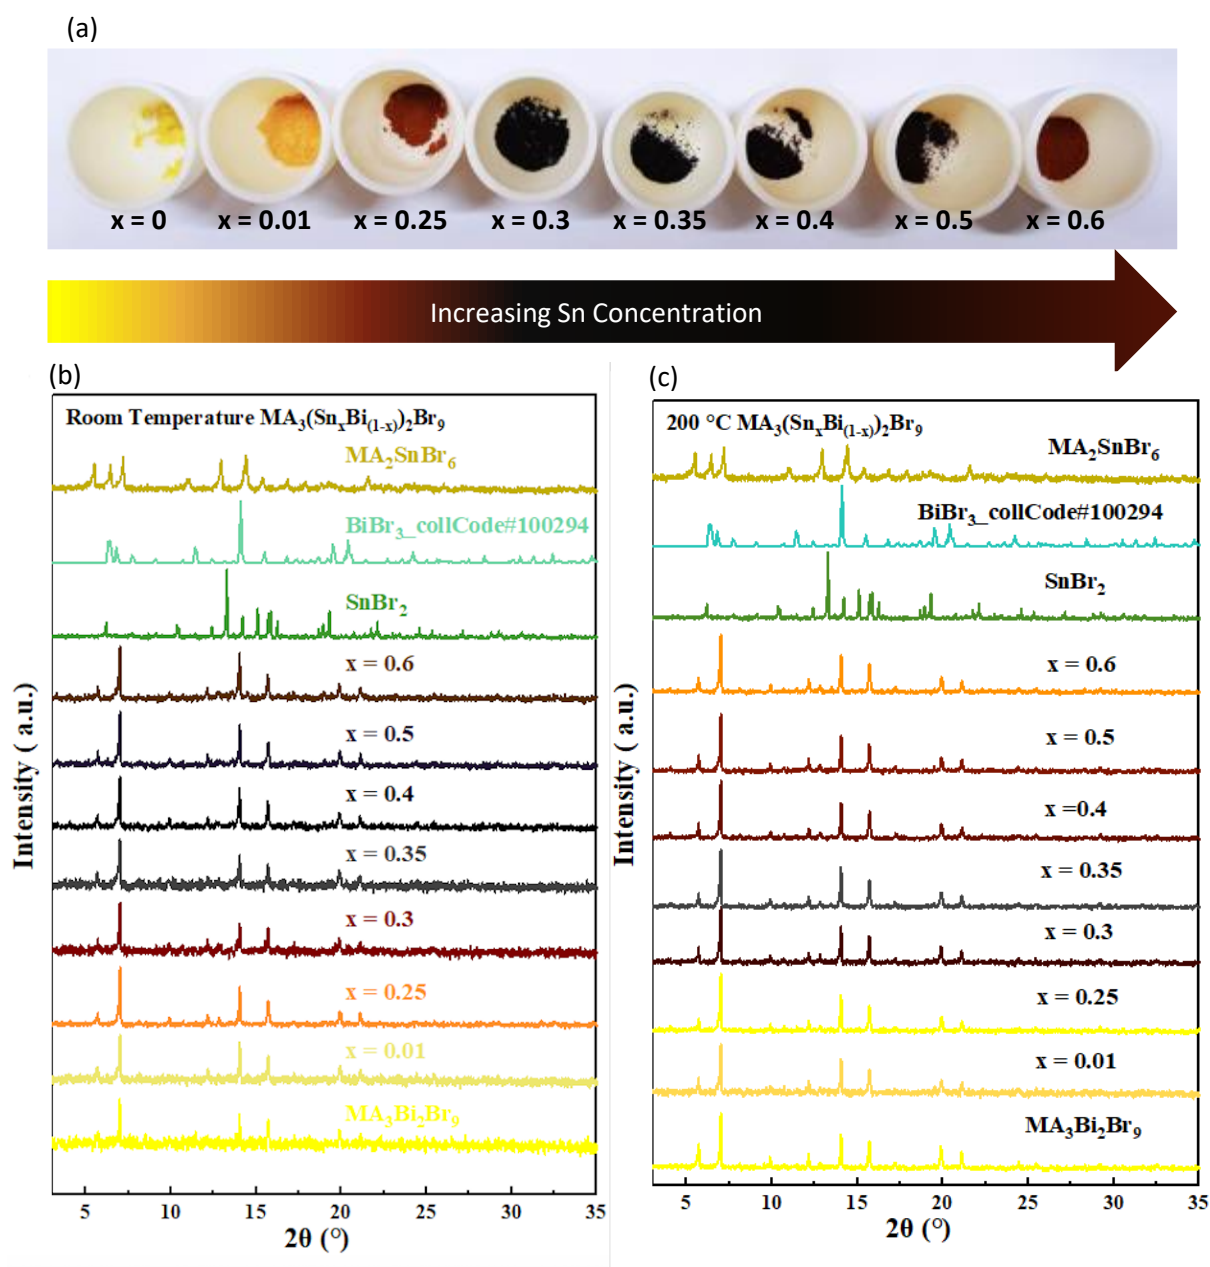 (a)
x = 0 x = 0.01 x = 0.25 x = 0.3 x = 0.35 x = 0.4 x = 0.5 x = 0.6
Increasing Sn Concentration
(b)
Room Temperature MA₃(SnₓBi₍₁₋ₓ₎)₂Br₉
MA₂SnBr₆
BiBr₃_collCode#100294
SnBr₂
x = 0.6
x = 0.5
x = 0.4
x = 0.35
x = 0.3
x = 0.25
x = 0.01
MA₃Bi₂Br₉
Intensity ( a.u.)
5 10 15 20 25 30 35
2θ (°)
(c)
200 °C MA₃(SnₓBi₍₁₋ₓ₎)₂Br₉
MA₂SnBr₆
BiBr₃_collCode#100294
SnBr₂
x = 0.6
x = 0.5
x =0.4
x = 0.35
x = 0.3
x = 0.25
x = 0.01
MA₃Bi₂Br₉
Intensity ( a.u.)
5 10 15 20 25 30 35
2θ (°)